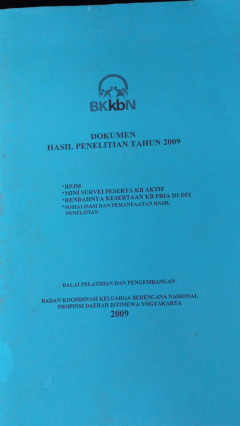 BKkbN
DOKUMEN
HASIL PENELITIAN TAHUN 2009
*RPJM
*MINI SURVEI PESERTA KB AKTIF
*RENDAHNYA KESERTAAN KB PRIA DI DIY
*SOSIALISASI DAN PEMANFAATAN HASIL
PENELITIAN
BALAI PELATIHAN DAN PENGEMBANGAN
BADAN KOORDINASI KELUARGA BERENCANA NASIONAL
PROPINSI DAERAH ISTIMEWA YOGYAKARTA
2009